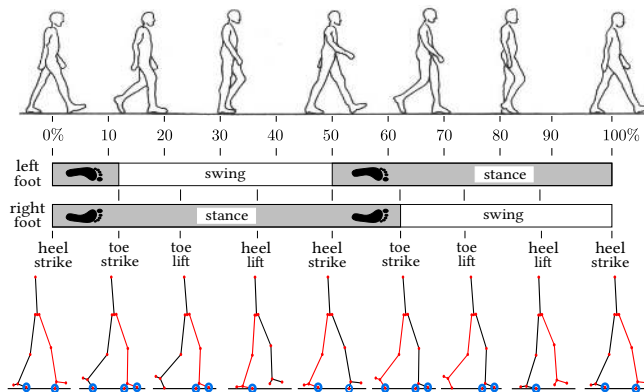 0% 10 20 30 40 50 60 70 80 90 100%
left foot swing stance
right foot stance swing
heel strike toe strike toe lift heel lift heel strike toe strike toe lift heel lift heel strike